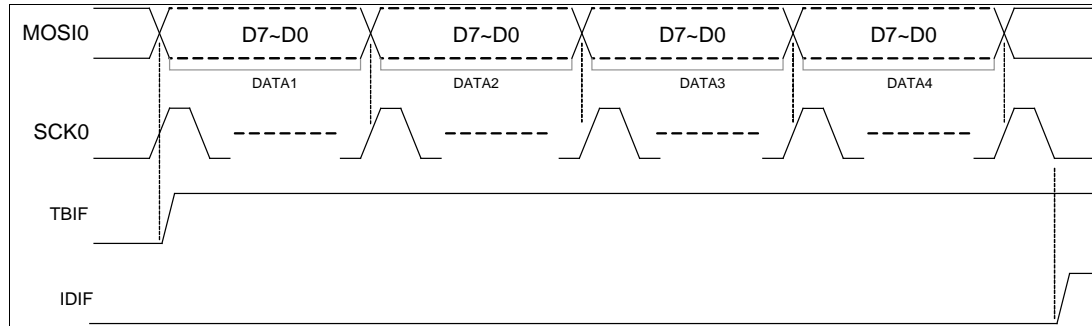 MOSI0
D7~D0 D7~D0 D7~D0 D7~D0
DATA1 DATA2 DATA3 DATA4
SCK0
TBIF
IDIF